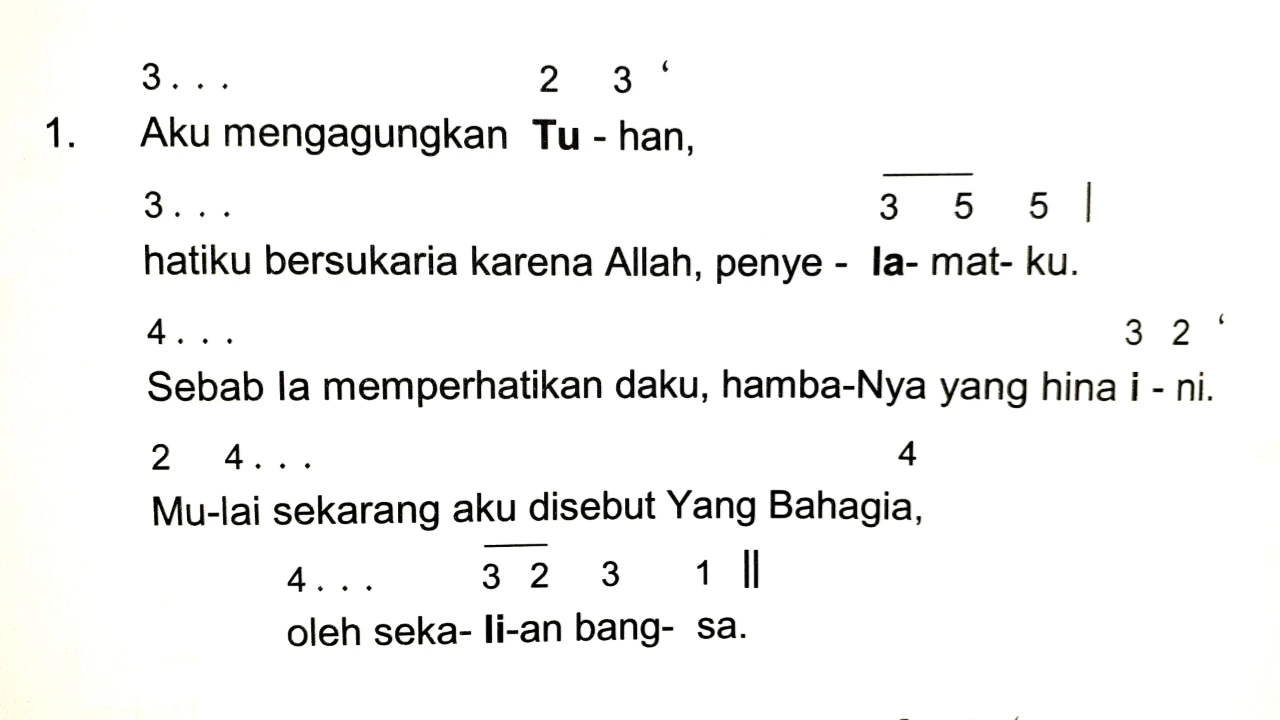 3 . . . 2 3 ‘
1. Aku mengagungkan Tu - han,
3 . . . 3 5 5 |
hatiku bersukaria karena Allah, penye - la- mat- ku.
4 . . . 3 2 ‘
Sebab Ia memperhatikan daku, hamba-Nya yang hina i - ni.
2 4 . . . 4
Mu-lai sekarang aku disebut Yang Bahagia,
4 . . . 3 2 3 1 ||
oleh seka- li-an bang- sa.